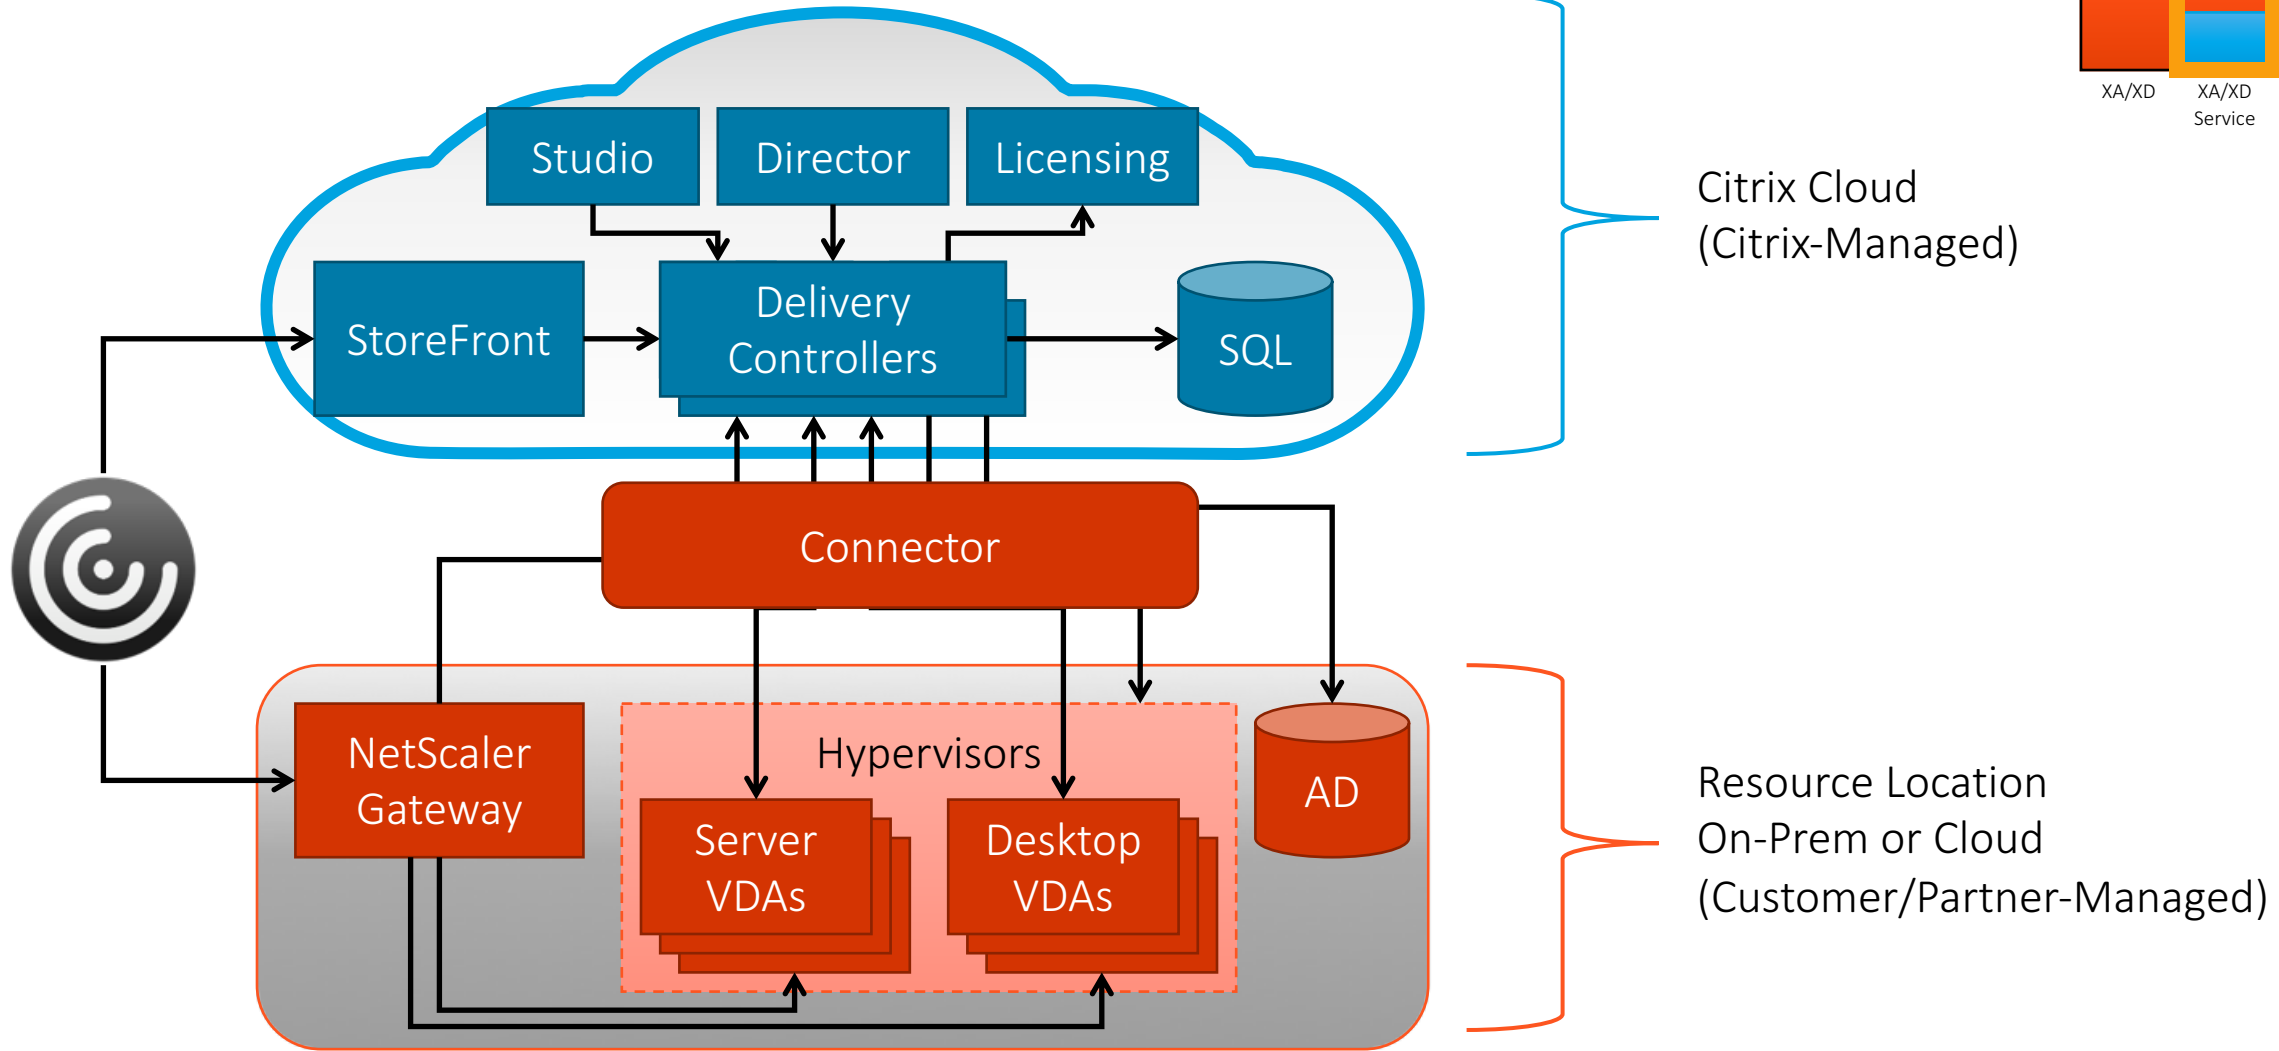 XA/XD
XA/XD
Service
Studio
Director
Licensing
Citrix Cloud
(Citrix-Managed)
StoreFront
Delivery
Controllers
SQL
Connector
NetScaler
Gateway
Hypervisors
Server
VDAs
Desktop
VDAs
AD
Resource Location
On-Prem or Cloud
(Customer/Partner-Managed)